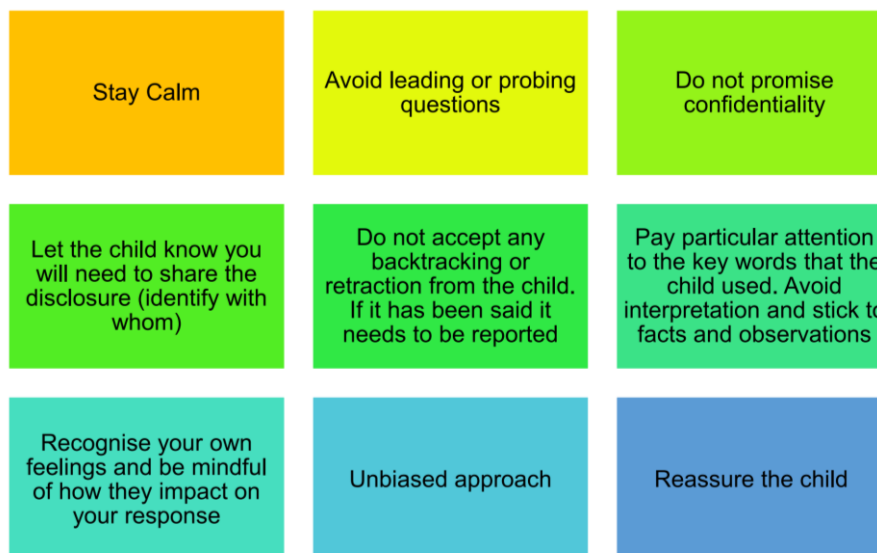 Stay Calm
Avoid leading or probing
questions
Do not promise
confidentiality
Let the child know you
will need to share the
disclosure (identify with
whom)
Do not accept any
backtracking or
retraction from the child.
If it has been said it
needs to be reported
Pay particular attention
to the key words that the
child used. Avoid
interpretation and stick to
facts and observations
Recognise your own
feelings and be mindful
of how they impact on
your response
Unbiased approach
Reassure the child